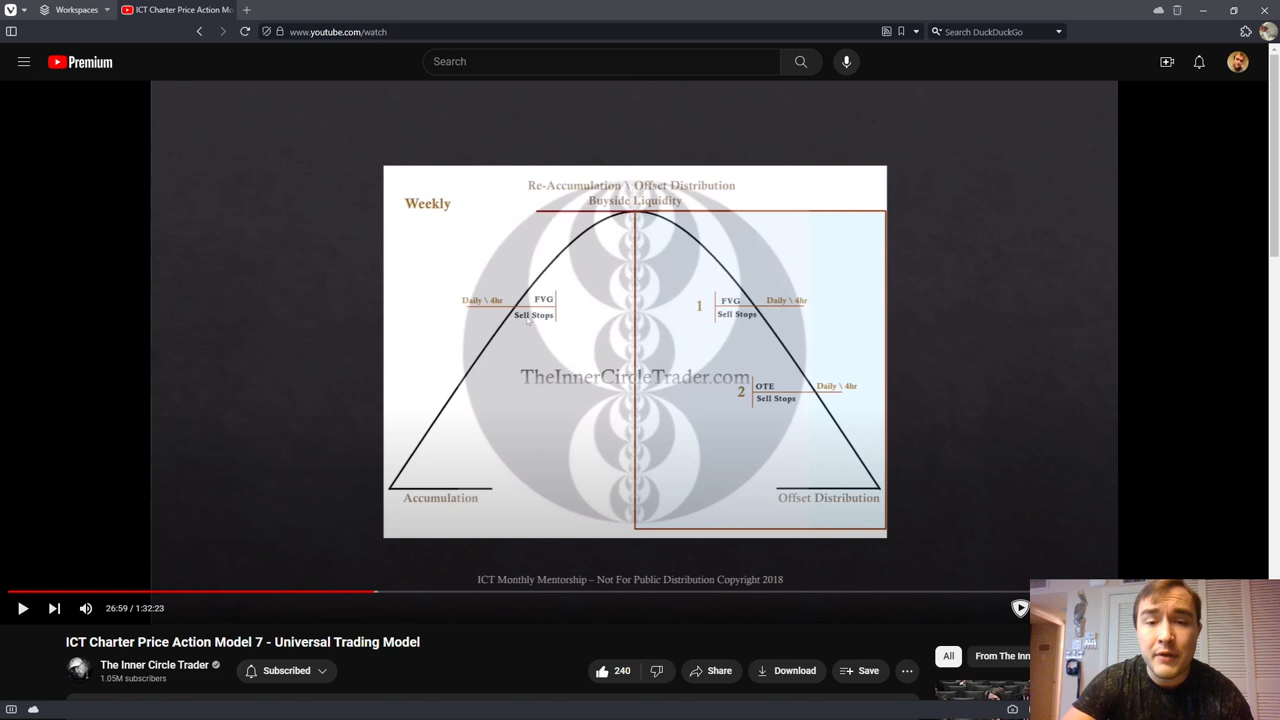 Workspaces
ICT Charter Price Action Mo
www.youtube.com/watch
Search DuckDuckGo
Premium
Search
Re-Accumulation \ Offset Distribution
Weekly
Buyside Liquidity
Daily \ 4hr
FVG
Sell Stops
1
FVG
Daily \ 4hr
Sell Stops
TheInnerCircleTrader.com
2
OTE
Daily \ 4hr
Sell Stops
Accumulation
Offset Distribution
ICT Monthly Mentorship – Not For Public Distribution Copyright 2018
26:59 / 1:32:23
ICT Charter Price Action Model 7 - Universal Trading Model
The Inner Circle Trader
1.05M subscribers
Subscribed
240
Share
Download
Save
All
From The Inn